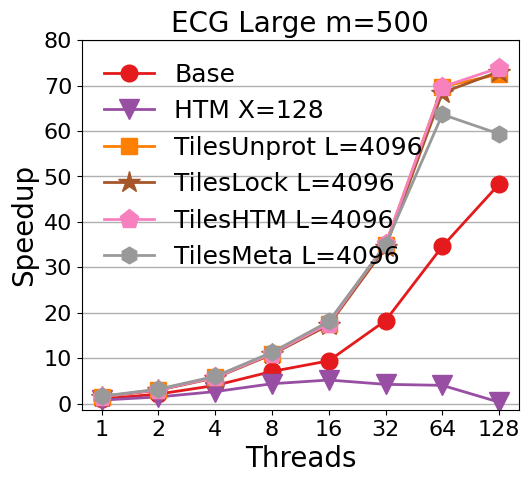 ECG Large m=500
Speedup
80
70
60
50
40
30
20
10
0
Base
HTM X=128
TilesUnprot L=4096
TilesLock L=4096
TilesHTM L=4096
TilesMeta L=4096
1 2 4 8 16 32 64 128
Threads